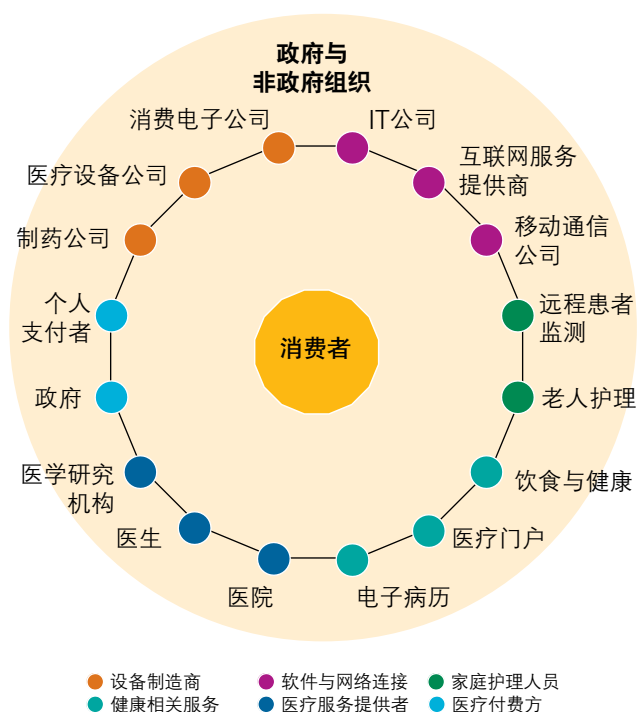 政府与
非政府组织
消费电子公司
IT公司
医疗设备公司
互联网服务
提供商
制药公司
移动通信
公司
个人
支付者
远程患者
监测
消费者
政府
老人护理
医学研究
机构
饮食与健康
医生
医疗门户
医院
电子病历
设备制造商
软件与网络连接
家庭护理人员
健康相关服务
医疗服务提供者
医疗付费方